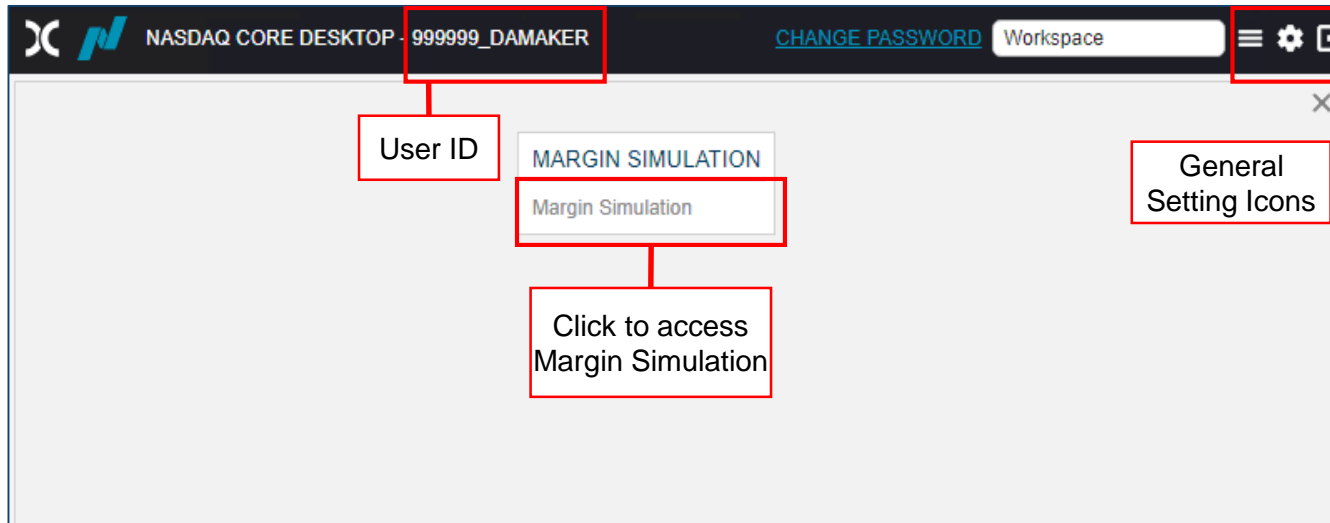 NASDAQ CORE DESKTOP - 999999_DAMAKER CHANGE PASSWORD Workspace
User ID
MARGIN SIMULATION
Margin Simulation
General
Setting Icons
Click to access
Margin Simulation